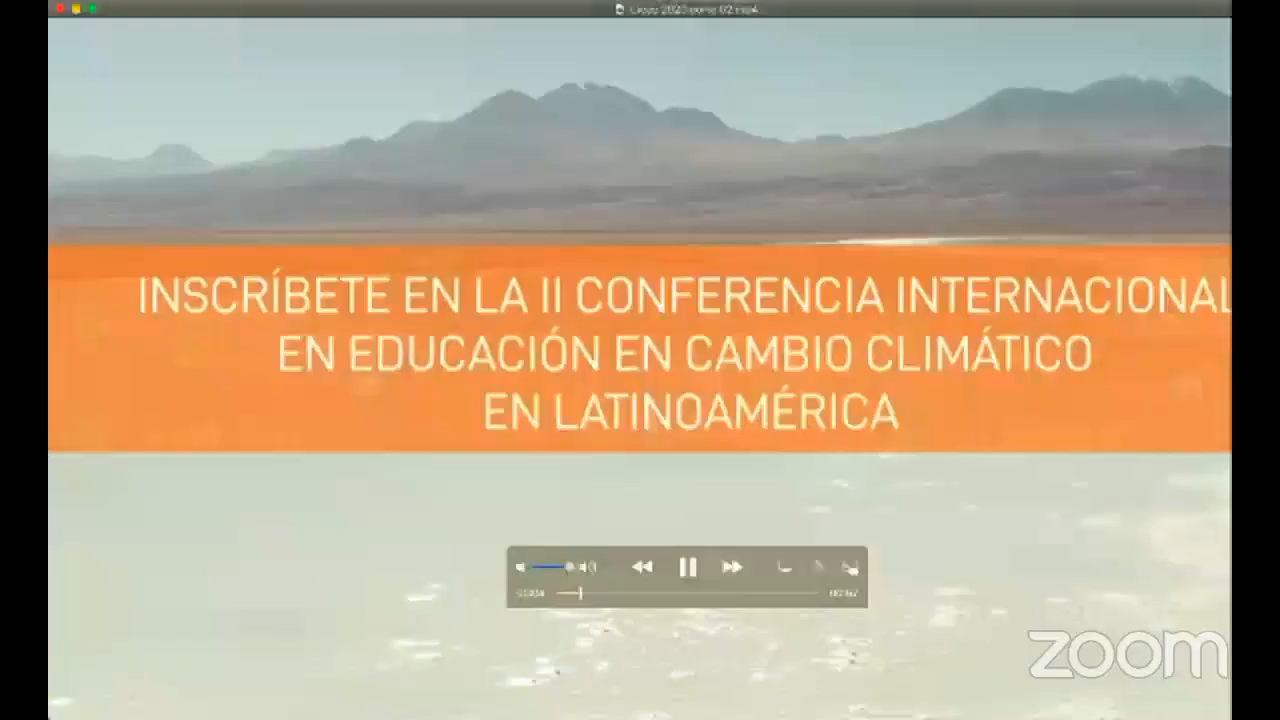 INSCRÍBETE EN LA II CONFERENCIA INTERNACIONAL
EN EDUCACIÓN EN CAMBIO CLIMÁTICO
EN LATINOAMÉRICA
zoom